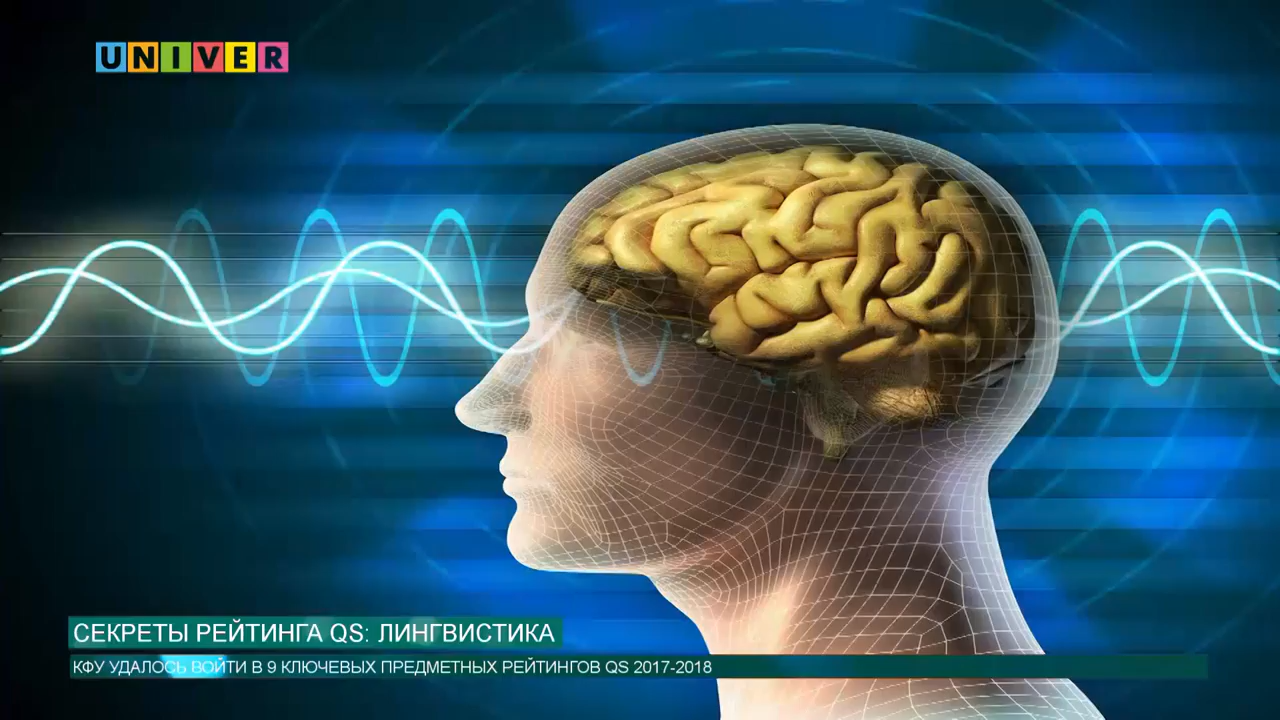 UNIVER
СЕКРЕТЫ РЕЙТИНГА QS: ЛИНГВИСТИКА
КФУ УДАЛОСЬ ВОЙТИ В 9 КЛЮЧЕВЫХ ПРЕДМЕТНЫХ РЕЙТИНГОВ QS 2017-2018